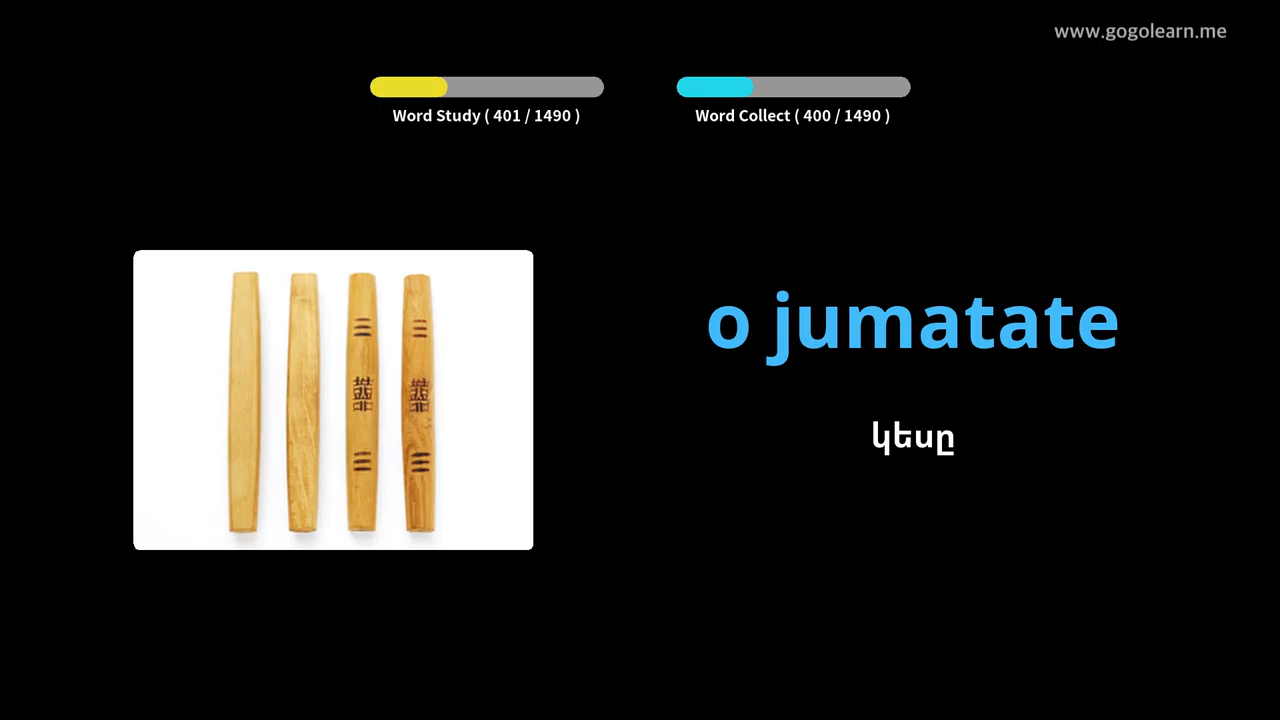 www.gogolearn.me
Word Study ( 401 / 1490 )
Word Collect ( 400 / 1490 )
o jumatate
կեսը